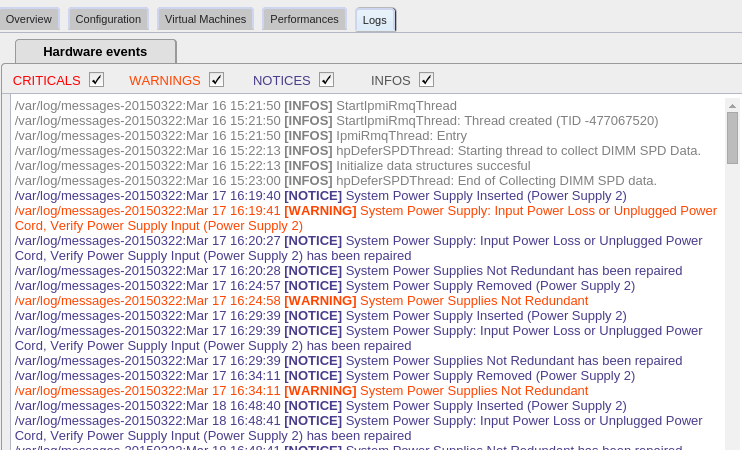 Overview Configuration Virtual Machines Performances Logs
Hardware events
CRITICALS WARNINGS NOTICES INFOS
/var/log/messages-20150322:Mar 16 15:21:50 [INFOS] StartIpmiRmqThread
/var/log/messages-20150322:Mar 16 15:21:50 [INFOS] StartIpmiRmqThread: Thread created (TID -477067520)
/var/log/messages-20150322:Mar 16 15:21:50 [INFOS] IpmiRmqThread: Entry
/var/log/messages-20150322:Mar 16 15:22:13 [INFOS] hpDeferSPDThread: Starting thread to collect DIMM SPD Data.
/var/log/messages-20150322:Mar 16 15:22:13 [INFOS] Initialize data structures succesful
/var/log/messages-20150322:Mar 16 15:23:00 [INFOS] hpDeferSPDThread: End of Collecting DIMM SPD data.
/var/log/messages-20150322:Mar 17 16:19:40 [NOTICE] System Power Supply Inserted (Power Supply 2)
/var/log/messages-20150322:Mar 17 16:19:41 [WARNING] System Power Supply: Input Power Loss or Unplugged Power
Cord, Verify Power Supply Input (Power Supply 2)
/var/log/messages-20150322:Mar 17 16:20:27 [NOTICE] System Power Supply: Input Power Loss or Unplugged Power
Cord, Verify Power Supply Input (Power Supply 2) has been repaired
/var/log/messages-20150322:Mar 17 16:20:28 [NOTICE] System Power Supplies Not Redundant has been repaired
/var/log/messages-20150322:Mar 17 16:24:57 [NOTICE] System Power Supply Removed (Power Supply 2)
/var/log/messages-20150322:Mar 17 16:24:58 [WARNING] System Power Supplies Not Redundant
/var/log/messages-20150322:Mar 17 16:29:39 [NOTICE] System Power Supply Inserted (Power Supply 2)
/var/log/messages-20150322:Mar 17 16:29:39 [NOTICE] System Power Supply: Input Power Loss or Unplugged Power
Cord, Verify Power Supply Input (Power Supply 2) has been repaired
/var/log/messages-20150322:Mar 17 16:29:39 [NOTICE] System Power Supplies Not Redundant has been repaired
/var/log/messages-20150322:Mar 17 16:34:11 [NOTICE] System Power Supply Removed (Power Supply 2)
/var/log/messages-20150322:Mar 17 16:34:11 [WARNING] System Power Supplies Not Redundant
/var/log/messages-20150322:Mar 18 16:48:40 [NOTICE] System Power Supply Inserted (Power Supply 2)
/var/log/messages-20150322:Mar 18 16:48:41 [NOTICE] System Power Supply: Input Power Loss or Unplugged Power
Cord, Verify Power Supply Input (Power Supply 2) has been repaired
/var/log/messages-20150322:Mar 18 16:48:41 [NOTICE] System Power Supplies Not Redundant has been repaired